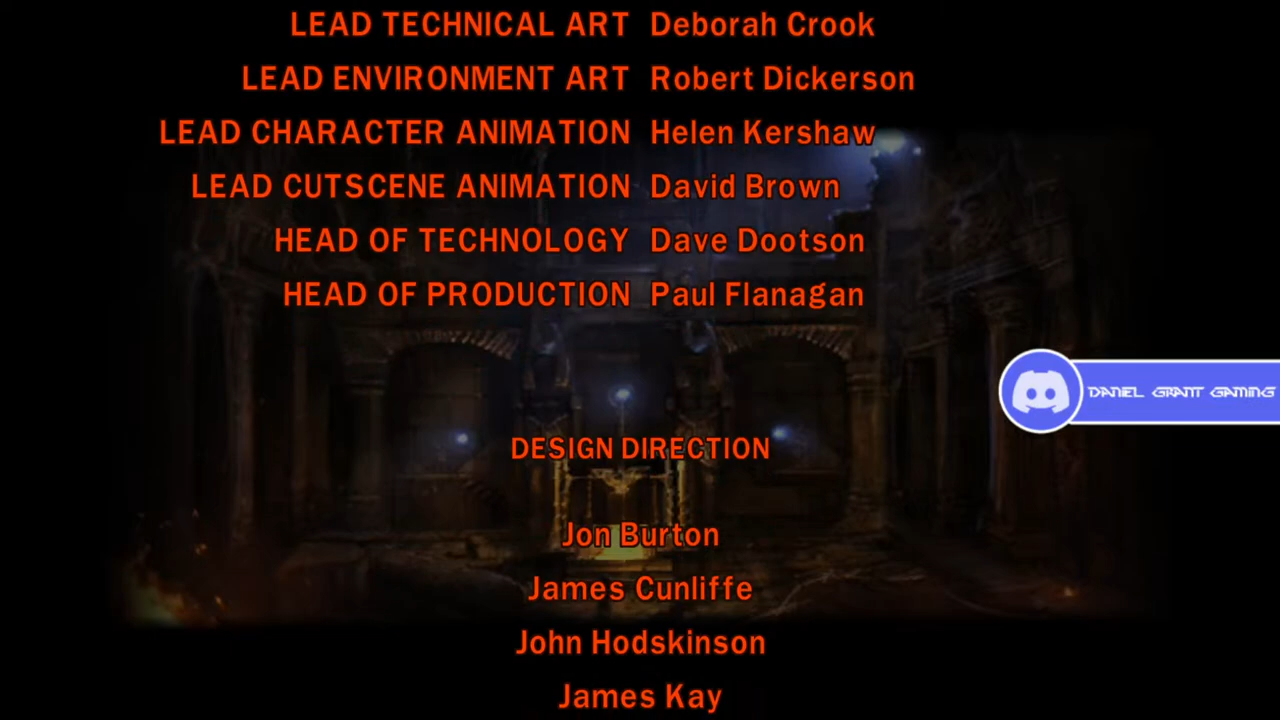 LEAD TECHNICAL ART Deborah Crook
LEAD ENVIRONMENT ART Robert Dickerson
LEAD CHARACTER ANIMATION Helen Kershaw
LEAD CUTSCENE ANIMATION David Brown
HEAD OF TECHNOLOGY Dave Dootson
HEAD OF PRODUCTION Paul Flanagan
DANIEL GRANT GAMING
DESIGN DIRECTION
Jon Burton
James Cunliffe
John Hodskinson
James Kay